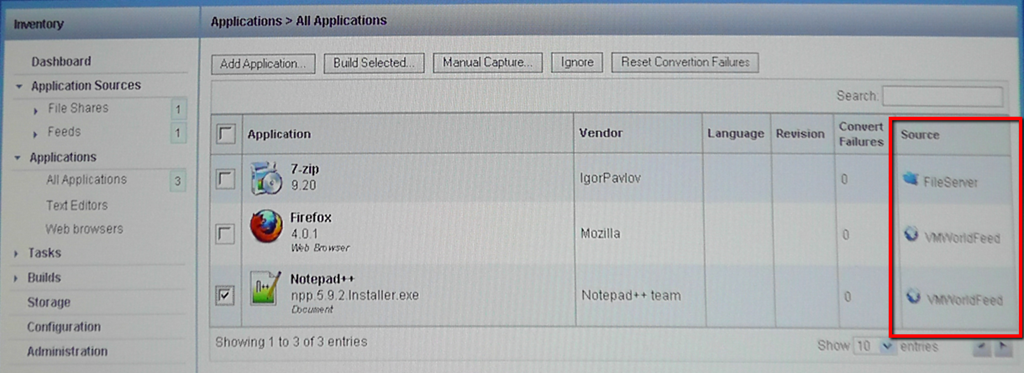 Inventory
Applications > All Applications
Dashboard
Application Sources
File Shares 1
Feeds 1
Applications
All Applications 3
Text Editors
Web browsers
Tasks
Builds
Storage
Configuration
Administration
Add Application... Build Selected... Manual Capture... Ignore Reset Convertion Failures
Search:
Application Vendor Language Revision Convert Failures Source
7-zip
9.20
IgorPavlov 0 FileServer
Firefox
4.0.1
Web Browser
Mozilla 0 VMWorldFeed
Notepad++
npp.5.9.2.Installer.exe
Document
Notepad++ team 0 VMWorldFeed
Showing 1 to 3 of 3 entries
Show 10 entries